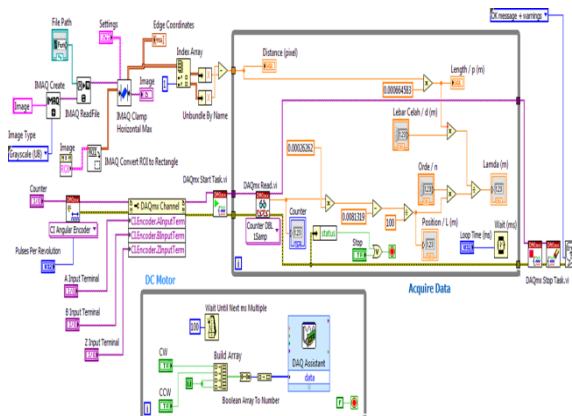 OK message + warnings
File Path
Settings
Edge Coordinates
Index Array
IMAQ Create
IMAQ ReadFile
Image
Image
IMAQ Clamp
Horizontal Max
Unbundle By Name
Image Type
Grayscale (U8)
Image
IMAQ Convert ROI to Rectangle
Distance (pixel)
Length / p (m)
0.000664583
Lebar Celah / d (m)
Orde / n
Lamda (m)
0.00026262
0.0081319
100
Position / L (m)
Counter
DAQmx Start Task.vi
DAQmx Read.vi
Counter DBL
1Samp
Counter
status
Stop
Loop Time (ms)
Wait (ms)
DAQmx Stop Task.vi
DAQmx Channel
CI Angular Encoder
CI.Encoder.AInputTerm
CI.Encoder.BInputTerm
CI.Encoder.ZInputTerm
Pulses Per Revolution
A Input Terminal
B Input Terminal
Z Input Terminal
DC Motor
Acquire Data
Wait Until Next ms Multiple
100
CW
CCW
Build Array
Boolean Array To Number
DAQ Assistant
data